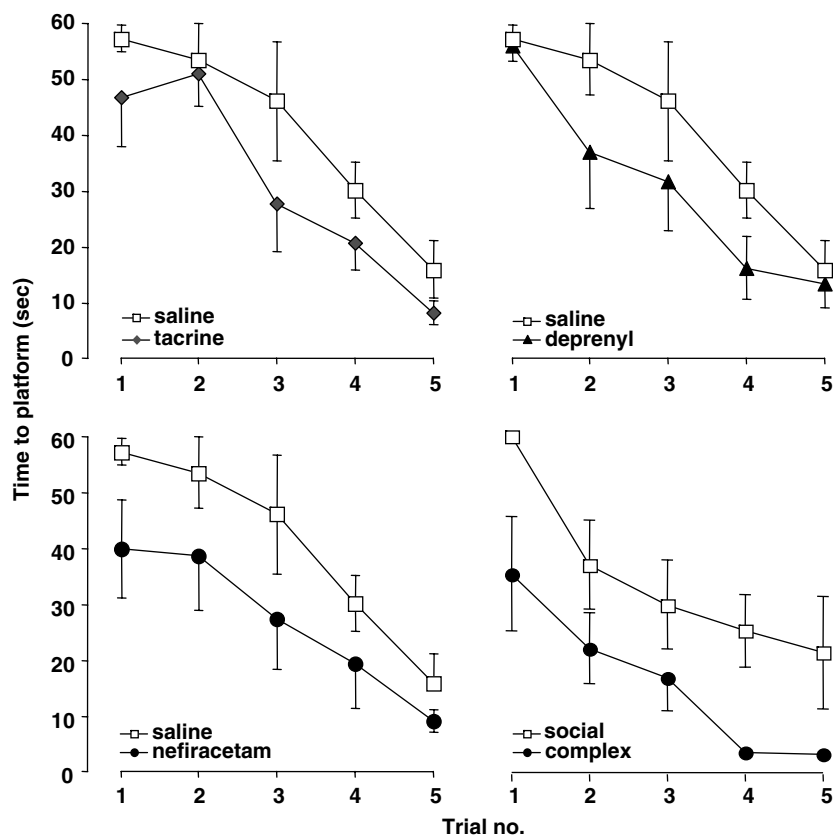 Time to platform (sec)
60
50
40
30
20
10
0
saline
tacrine
1 2 3 4 5
saline
deprenyl
1 2 3 4 5
60
50
40
30
20
10
0
saline
nefiracetam
1 2 3 4 5
social
complex
1 2 3 4 5
Trial no.